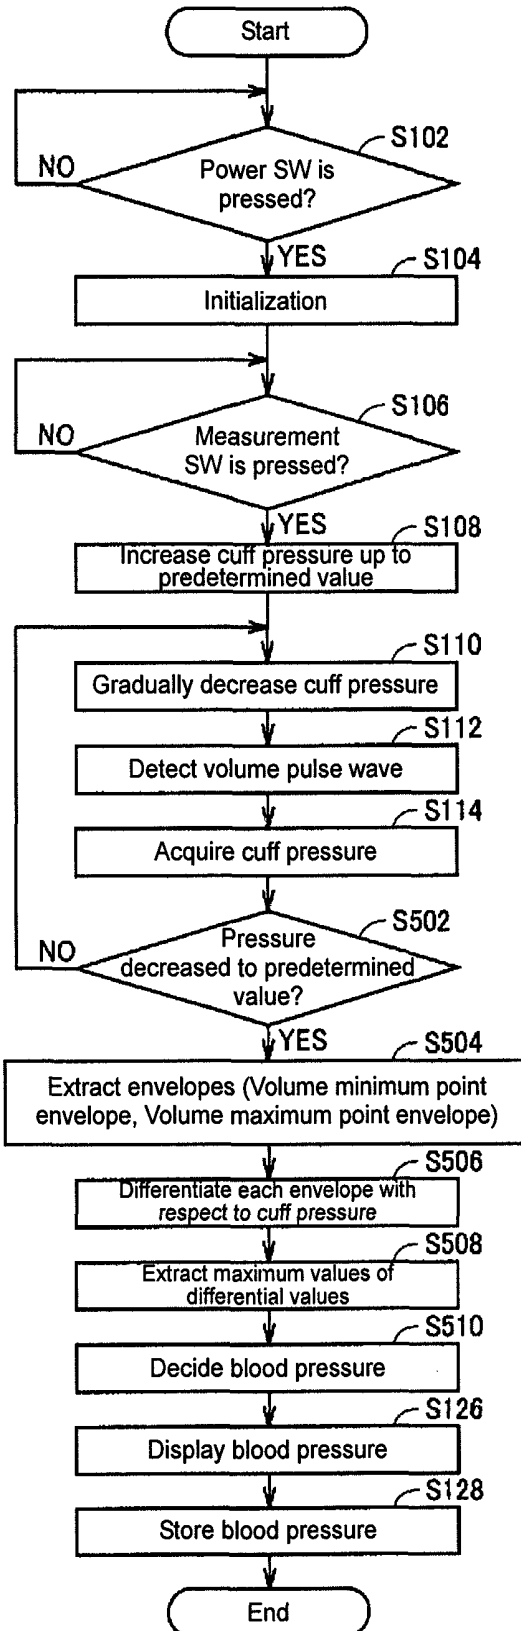 Start
S102
NO
Power SW is
pressed?
YES
S104
Initialization
S106
NO
Measurement
SW is pressed?
YES
S108
Increase cuff pressure up to
predetermined value
S110
Gradually decrease cuff pressure
S112
Detect volume pulse wave
S114
Acquire cuff pressure
S502
NO
Pressure
decreased to predetermined
value?
YES
S504
Extract envelopes (Volume minimum point
envelope, Volume maximum point envelope)
S506
Differentiate each envelope with
respect to cuff pressure
S508
Extract maximum values of
differential values
S510
Decide blood pressure
S126
Display blood pressure
S128
Store blood pressure
End